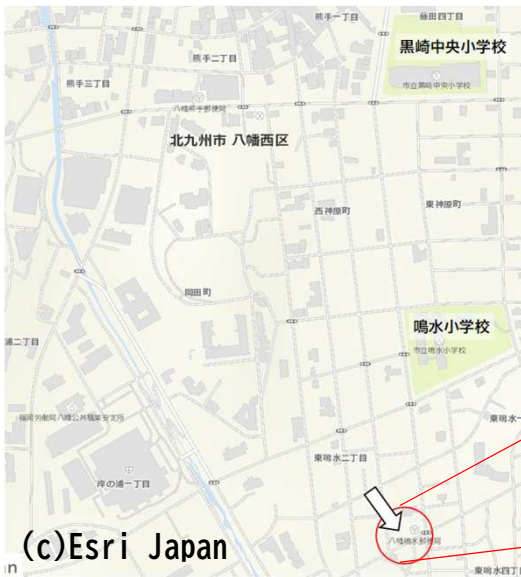 熊手一丁目
藤田四丁目
黒崎中央小学校
熊手二丁目
市立黒崎中央小学校
熊手三丁目
八幡熊手郵便局
北九州市 八幡西区
西神原町
東神原町
岡田町
鳴水小学校
市立鳴水小学校
浦二丁目
福岡労働局八幡公共職業安定所
東鳴水一
東鳴水二丁目
岸の浦一丁目
八幡鳴水郵便局
(c)Esri Japan
an
東鳴水四丁目